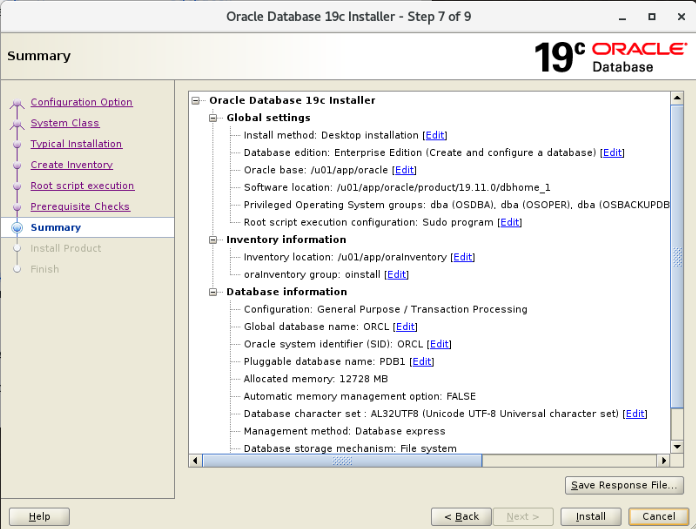 Oracle Database 19c Installer - Step 7 of 9
Summary
19c ORACLE
Database
Configuration Option
System Class
Typical Installation
Create Inventory
Root script execution
Prerequisite Checks
Summary
Install Product
Finish
Oracle Database 19c Installer
Global settings
Install method: Desktop installation [Edit]
Database edition: Enterprise Edition (Create and configure a database) [Edit]
Oracle base: /u01/app/oracle [Edit]
Software location: /u01/app/oracle/product/19.11.0/dbhome_1
Privileged Operating System groups: dba (OSDBA), dba (OSOPER), dba (OSBACKUPDB
Root script execution configuration: Sudo program [Edit]
Inventory information
Inventory location: /u01/app/oraInventory [Edit]
oraInventory group: oinstall [Edit]
Database information
Configuration: General Purpose / Transaction Processing
Global database name: ORCL [Edit]
Oracle system identifier (SID): ORCL [Edit]
Pluggable database name: PDB1 [Edit]
Allocated memory: 12728 MB
Automatic memory management option: FALSE
Database character set : AL32UTF8 (Unicode UTF-8 Universal character set) [Edit]
Management method: Database express
Database storage mechanism: File system
Save Response File...
Help
< Back
Next >
Install
Cancel